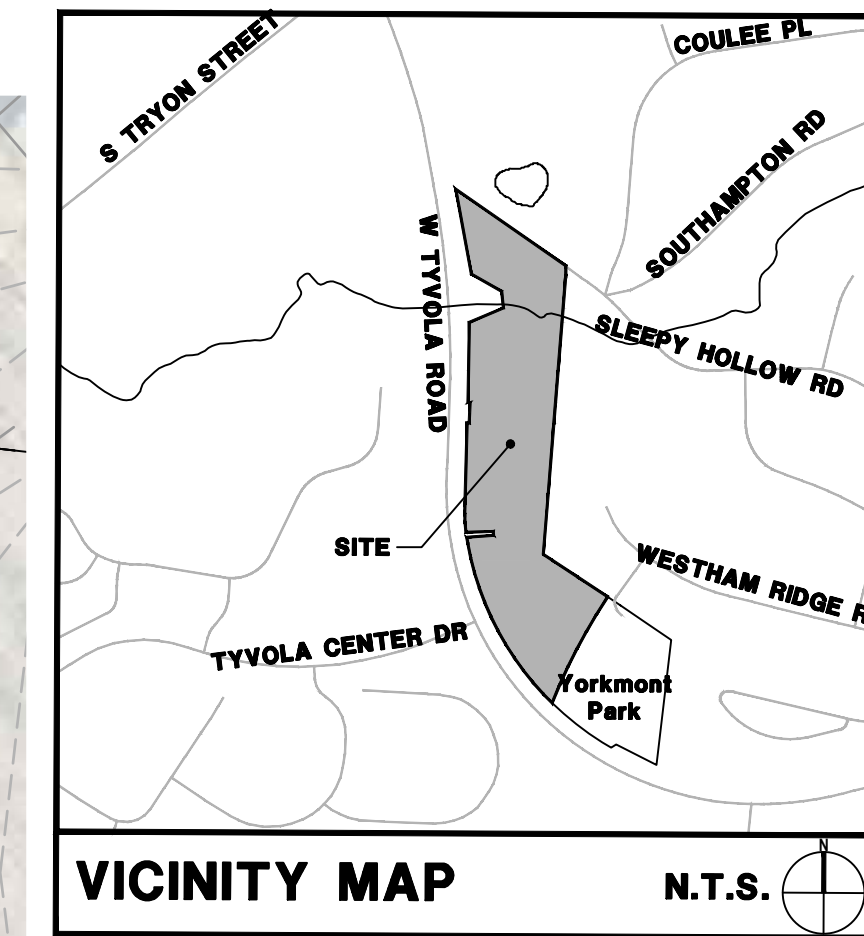 S TRYON STREET
COULEE PL
SOUTHAMPTON RD
W TYVOLA ROAD
SLEEPY HOLLOW RD
SITE
WESTHAM RIDGE
TYVOLA CENTER DR
Yorkmont
Park
VICINITY MAP
N.T.S.
N